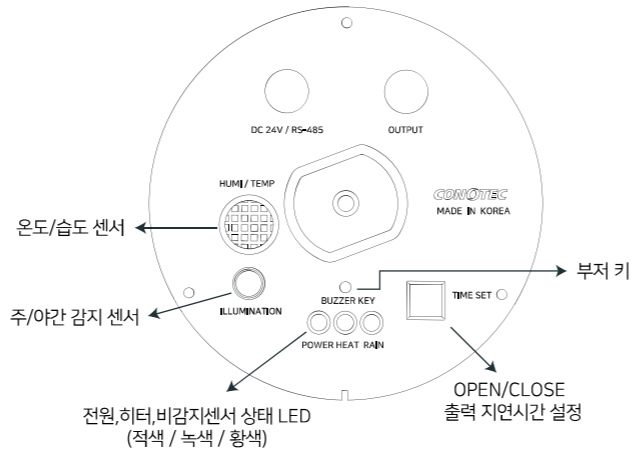 DC 24V / RS-485
OUTPUT
HUMI / TEMP
CONOTEC
MADE IN KOREA
온도/습도 센서
부저 키
BUZZER KEY
TIME SET
주/야간 감지 센서
ILLUMINATION
POWER HEAT RAIN
OPEN/CLOSE
출력 지연시간 설정
전원,히터,비감지센서 상태 LED
(적색 / 녹색 / 황색)